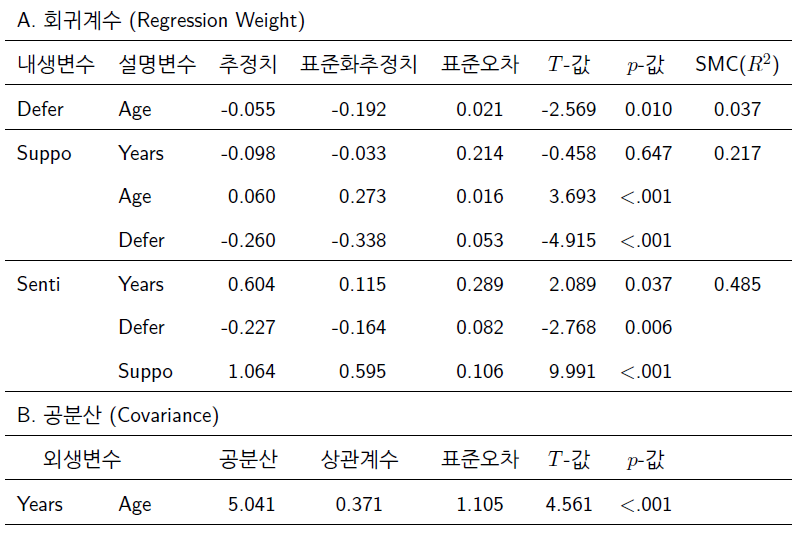 A. 회귀계수 (Regression Weight)
내생변수 설명변수 추정치 표준화추정치 표준오차 T-값 p-값 SMC(R²)
Defer Age -0.055 -0.192 0.021 -2.569 0.010 0.037
Suppo Years -0.098 -0.033 0.214 -0.458 0.647 0.217
Age 0.060 0.273 0.016 3.693 <.001
Defer -0.260 -0.338 0.053 -4.915 <.001
Senti Years 0.604 0.115 0.289 2.089 0.037 0.485
Defer -0.227 -0.164 0.082 -2.768 0.006
Suppo 1.064 0.595 0.106 9.991 <.001
B. 공분산 (Covariance)
외생변수 공분산 상관계수 표준오차 T-값 p-값
Years Age 5.041 0.371 1.105 4.561 <.001